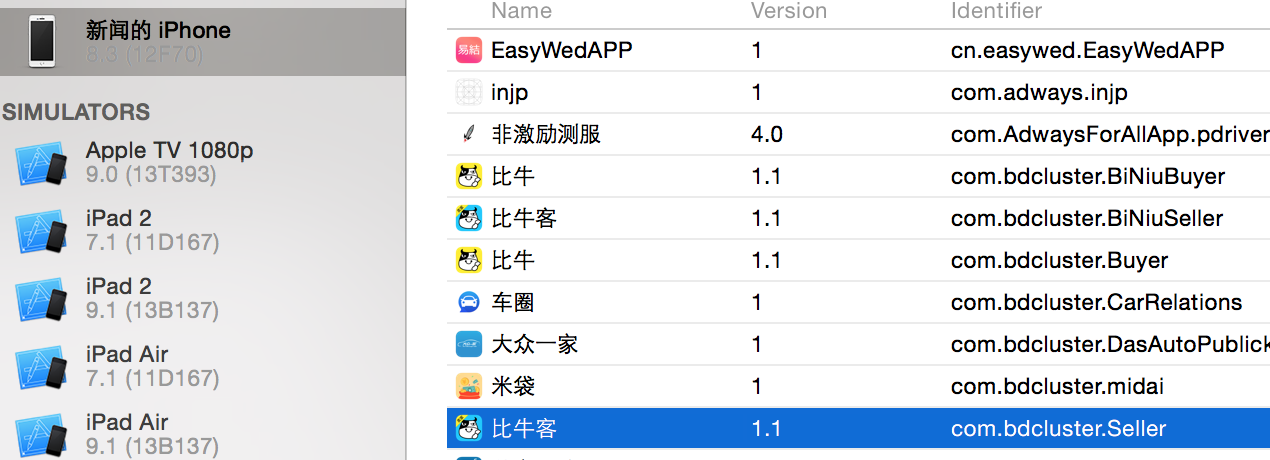 新闻的 iPhone
8.3 (12F70)
SIMULATORS
Apple TV 1080p
9.0 (13T393)
iPad 2
7.1 (11D167)
iPad 2
9.1 (13B137)
iPad Air
7.1 (11D167)
iPad Air
9.1 (13B137)
Name Version Identifier
易結 EasyWedAPP 1 cn.easywed.EasyWedAPP
injp 1 com.adways.injp
非激励测服 4.0 com.AdwaysForAllApp.pdriver
比牛 1.1 com.bdcluster.BiNiuBuyer
比牛客 1.1 com.bdcluster.BiNiuSeller
比牛 1.1 com.bdcluster.Buyer
车圈 1 com.bdcluster.CarRelations
大众一家 1 com.bdcluster.DasAutoPublick
米袋 1 com.bdcluster.midai
比牛客 1.1 com.bdcluster.Seller